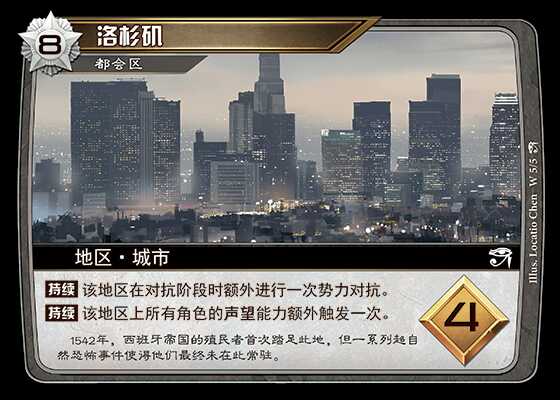 8
洛杉矶
都会区
Illus. Locatio Chen W 5/5
地区·城市
持续 该地区在对抗阶段时额外进行一次势力对抗。
持续 该地区上所有角色的声望能力额外触发一次。
4
1542年，西班牙帝国的殖民者首次踏足此地，但一系列超自
然恐怖事件使得他们最终未在此常驻。